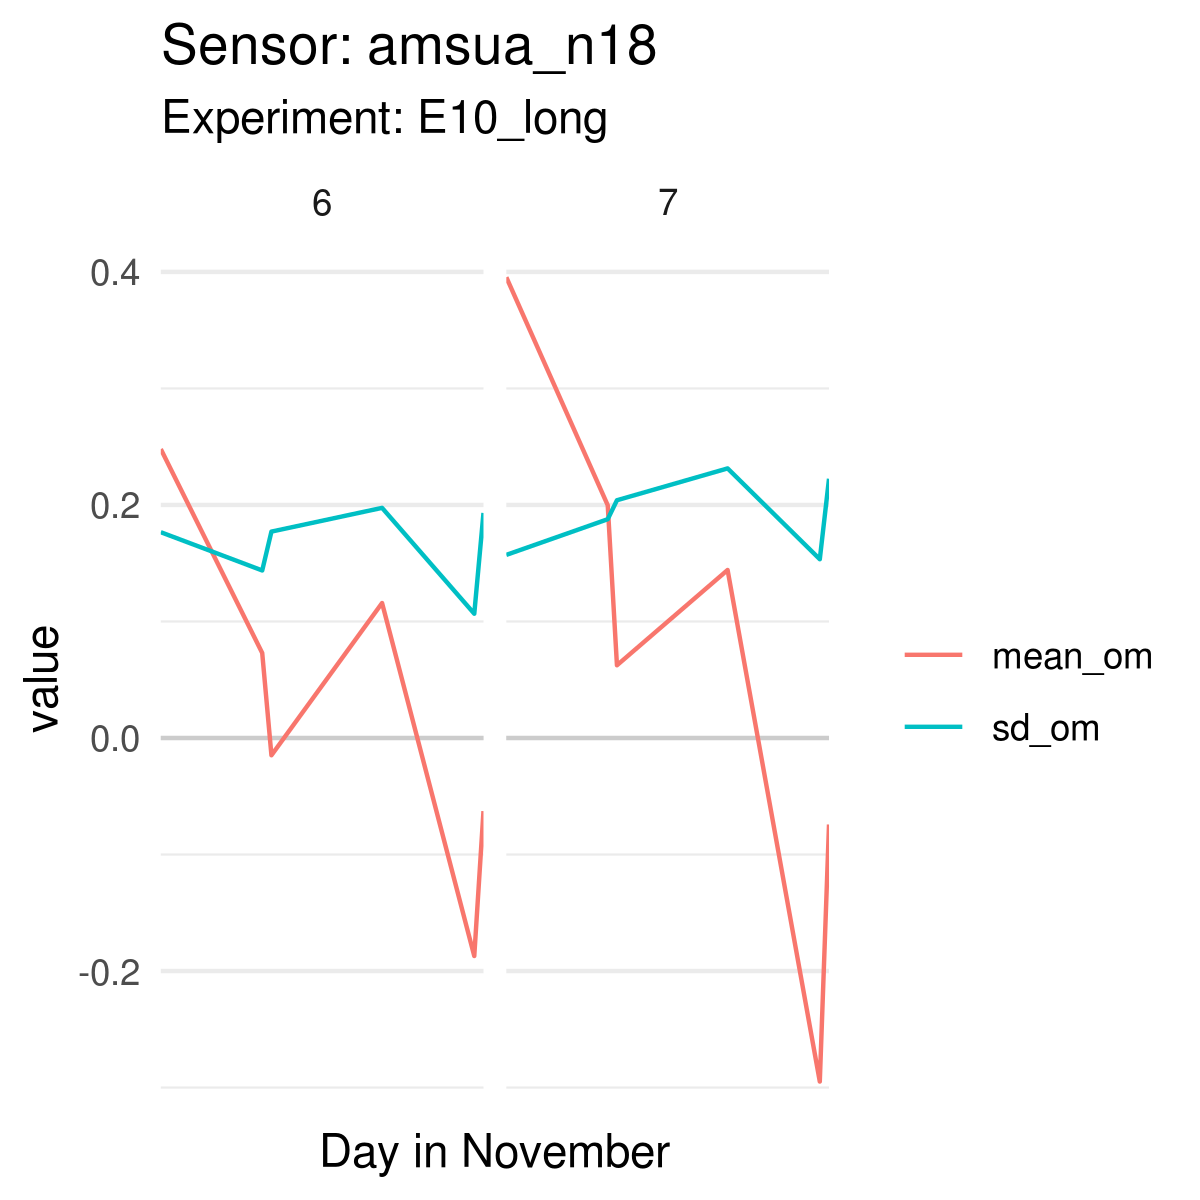 Sensor: amsua_n18
Experiment: E10_long
6 7
0.4
0.2
0.0
-0.2
value
mean_om
sd_om
Day in November